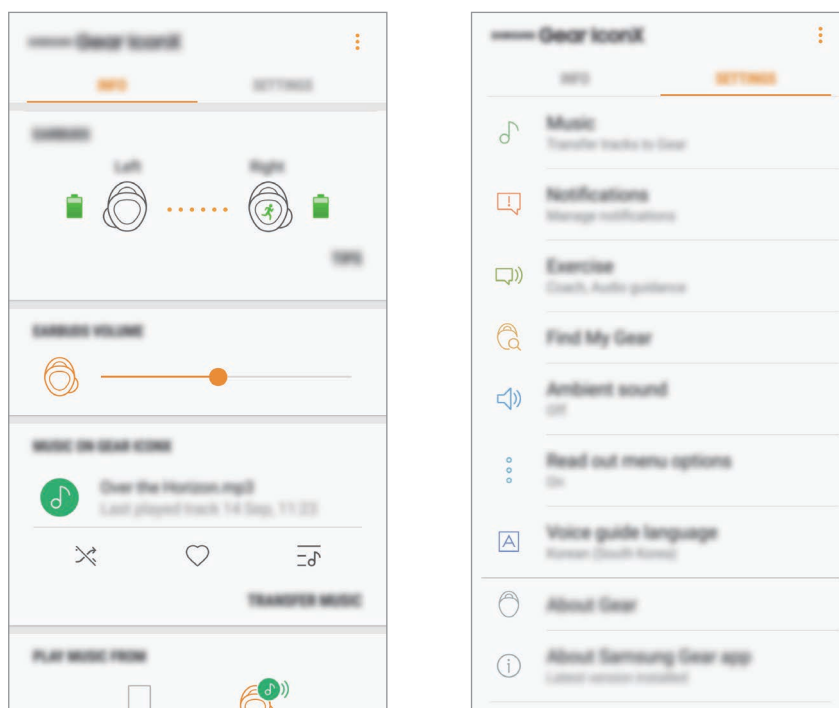 Gear IconX
INFO
SETTINGS
EARBUDS
Left
Right
TIPS
EARBUDS VOLUME
MUSIC ON GEAR ICONX
Over the Horizon.mp3
Last played track 14 Sep, 11:23
TRANSFER MUSIC
PLAY MUSIC FROM
Gear IconX
INFO
SETTINGS
Music
Transfer tracks to Gear
Notifications
Manage notifications
Exercise
Coach, Audio guidance
Find My Gear
Ambient sound
Off
Read out menu options
On
A
Voice guide language
Korean (South Korea)
About Gear
About Samsung Gear app
Latest version installed